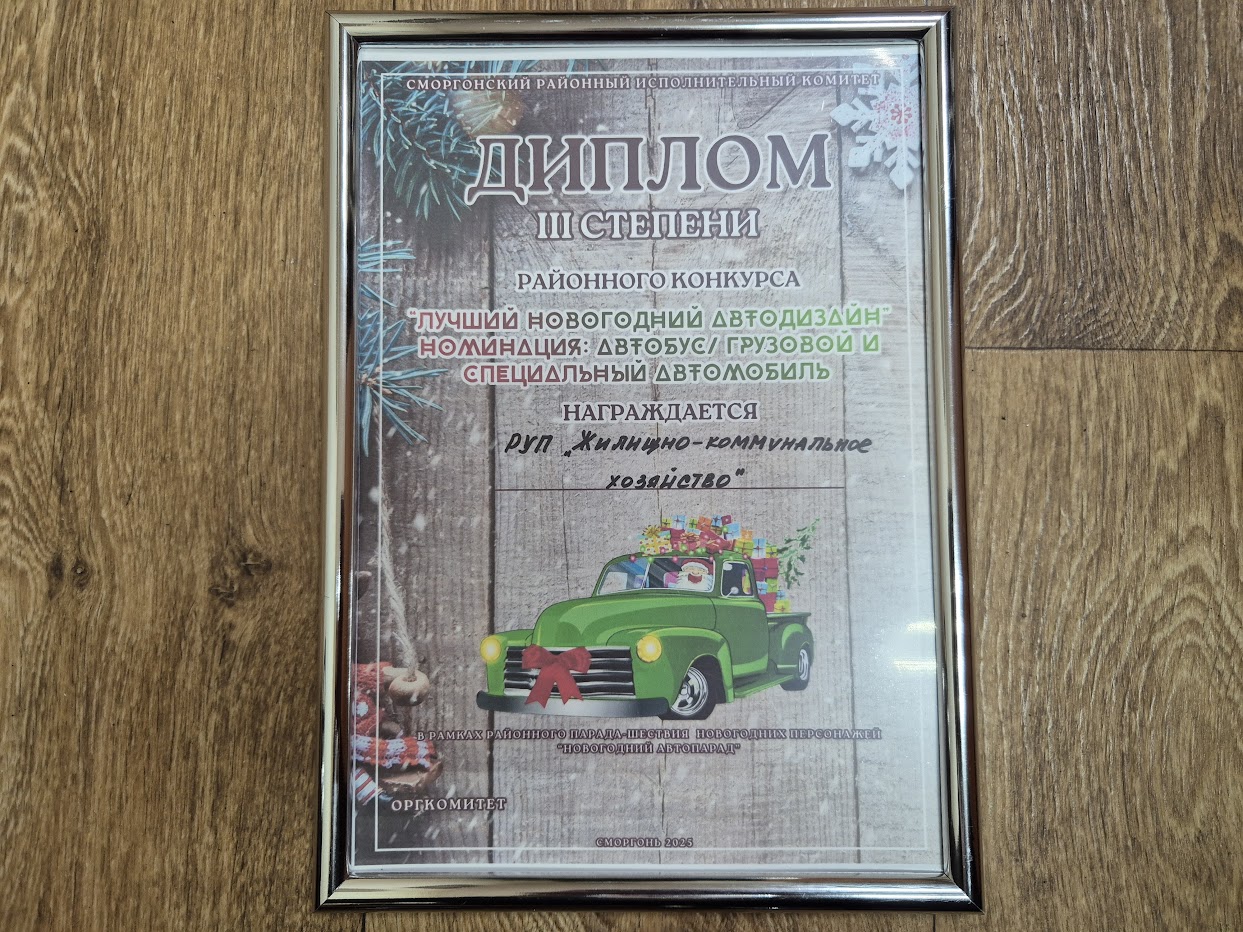 СМОРГОНСКИЙ РАЙОННЫЙ ИСПОЛНИТЕЛЬНЫЙ КОМИТЕТ
ДИПЛОМ
III СТЕПЕНИ
РАЙОННОГО КОНКУРСА
"ЛУЧШИЙ НОВОГОДНИЙ АВТОДИЗАЙН"
НОМИНАЦИЯ: АВТОБУС/ ГРУЗОВОЙ И
СПЕЦИАЛЬНЫЙ АВТОМОБИЛЬ
НАГРАЖДАЕТСЯ
РУП „Жилищно-коммунальное
хозяйство"
В РАМКАХ РАЙОННОГО ПАРАДА-ШЕСТВИЯ НОВОГОДНИХ ПЕРСОНАЖЕЙ
"НОВОГОДНИЙ АВТОПАРАД"
ОРГКОМИТЕТ
СМОРГОНЬ 2025